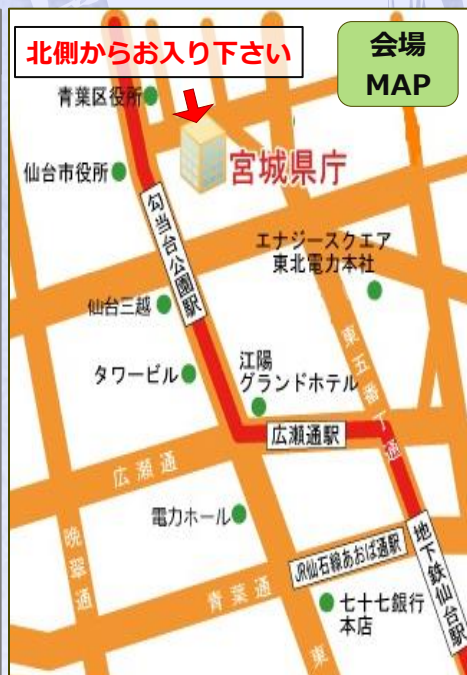 北側からお入り下さい
会場
MAP
青葉区役所
宮城県庁
仙台市役所
勾当台公園駅
エナジースクエア
東北電力本社
仙台三越
東五番丁通
タワービル
江陽
グランドホテル
広瀬通駅
広瀬通
電力ホール
晩翠通
JR仙石線あおば通駅
地下鉄仙台駅
青葉通
七十七銀行
本店
東